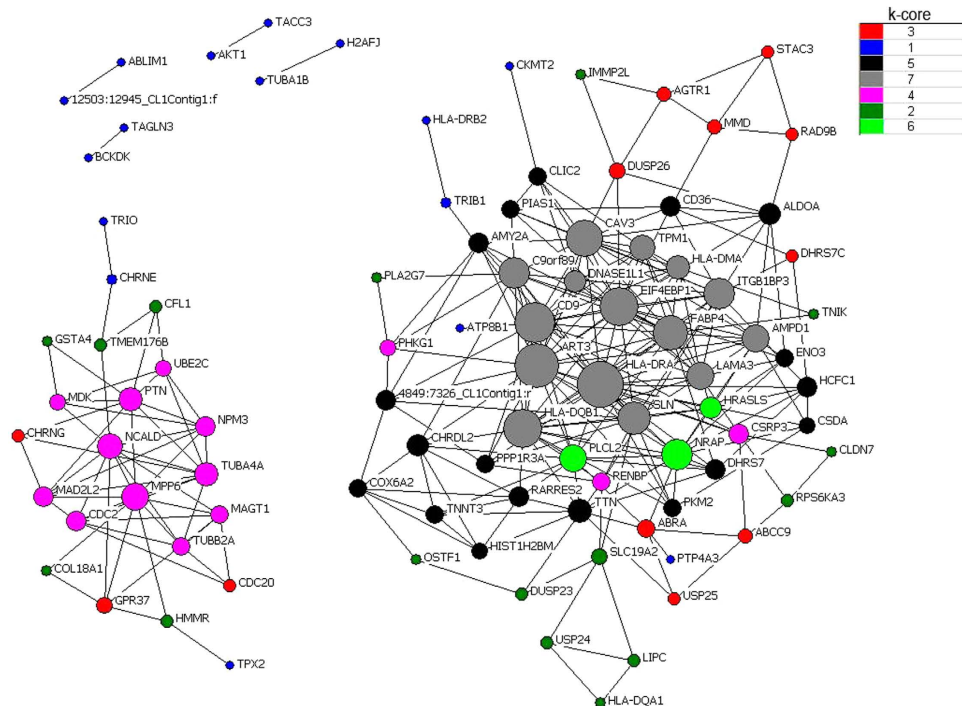 k-core
3
1
5
7
4
2
6
TACC3
AKT1
H2AFJ
TUBA1B
ABLIM1
12503:12945_CL1Contig1:f
TAGLN3
BCKDK
TRIO
CHRNE
CFL1
GSTA4
TMEM176B
UBE2C
MDK
PTN
NPM3
CHRNG
NCALD
TUBA4A
MAD2L2
MPP6
CDC2
MAGT1
TUBB2A
COL18A1
CDC20
GPR37
HMMR
TPX2
STAC3
CKMT2
IMMP2L
AGTR1
HLA-DRB2
MMD
RAD9B
DUSP26
CLIC2
TRIB1
PIAS1
CD36
ALDOA
CAV3
AMY2A
TPM1
C9orf89
DNASE1L1
HLA-DMA
DHRS7C
PLA2G7
EIF4EBP1
ITGB1BP3
CD9
FABP4
TNIK
ATP8B1
AMPD1
PHKG1
ART3
ENO3
HLA-DRA
LAMA3
4849:7326_CL1Contig1:r
HCFC1
HRASLS
HLA-DQB1
SLN
CSDA
CHRDL2
CSRP3
NRAP
PLCL2
CLDN7
PPP1R3A
DHRS7
RENBP
COX6A2
RARRES2
RPS6KA3
TNNT3
TTN
PKM2
ABRA
ABCC9
HIST1H2BM
SLC19A2
PTP4A3
OSTF1
DUSP23
USP25
USP24
LIPC
HLA-DQA1